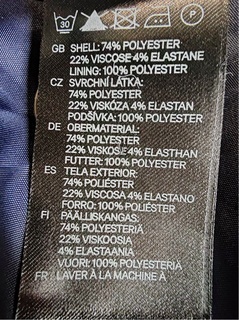 30
GB SHELL: 74% POLYESTER
22% VISCOSE 4% ELASTANE
LINING: 100% POLYESTER
CZ SVRCHNÍ LÁTKA:
74% POLYESTER
22% VISKÓZA 4% ELASTAN
PODŠÍVKA: 100% POLYESTER
DE OBERMATERIAL:
74% POLYESTER
22% VISKOSE 4% ELASTHAN
FUTTER: 100% POLYESTER
ES TELA EXTERIOR:
74% POLIÉSTER
22% VISCOSA 4% ELASTANO
FORRO: 100% POLIÉSTER
FI PÄÄLLISKANGAS:
74% POLYESTERIÄ
22% VISKOOSIA
4% ELASTAANIA
VUORI: 100% POLYESTERIÄ
FR LAVER À LA MACHINE À